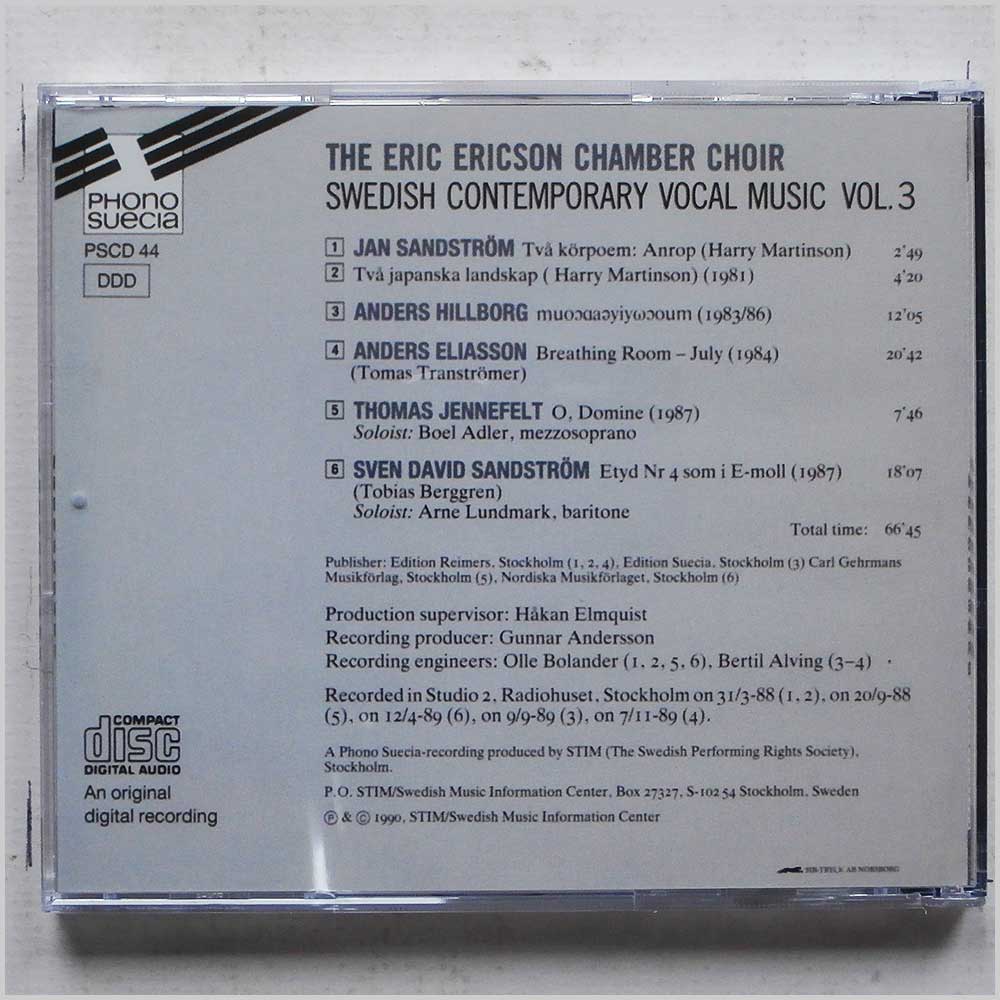 PHONO
SUECIA
PSCD 44
DDD
THE ERIC ERICSON CHAMBER CHOIR
SWEDISH CONTEMPORARY VOCAL MUSIC VOL. 3
1 JAN SANDSTRÖM Två körpoem: Anrop (Harry Martinson) 2'49
2 Två japanska landskap ( Harry Martinson) (1981) 4'20
3 ANDERS HILLBORG muoɔaaəyiywɔoum (1983/86) 12'05
4 ANDERS ELIASSON Breathing Room – July (1984) 20'42
(Tomas Tranströmer)
5 THOMAS JENNEFELT O, Domine (1987) 7'46
Soloist: Boel Adler, mezzosoprano
6 SVEN DAVID SANDSTRÖM Etyd Nr 4 som i E-moll (1987) 18'07
(Tobias Berggren)
Soloist: Arne Lundmark, baritone
Total time: 66'45
Publisher: Edition Reimers, Stockholm (1, 2, 4), Edition Suecia, Stockholm (3) Carl Gehrmans
Musikförlag, Stockholm (5), Nordiska Musikförlaget, Stockholm (6)
Production supervisor: Håkan Elmquist
Recording producer: Gunnar Andersson
Recording engineers: Olle Bolander (1, 2, 5, 6), Bertil Alving (3–4)
Recorded in Studio 2, Radiohuset, Stockholm on 31/3-88 (1, 2), on 20/9-88
(5), on 12/4-89 (6), on 9/9-89 (3), on 7/11-89 (4).
A Phono Suecia-recording produced by STIM (The Swedish Performing Rights Society),
Stockholm.
P.O. STIM/Swedish Music Information Center, Box 27327, S-102 54 Stockholm, Sweden
Ⓟ & © 1990, STIM/Swedish Music Information Center
COMPACT
disc
DIGITAL AUDIO
An original
digital recording